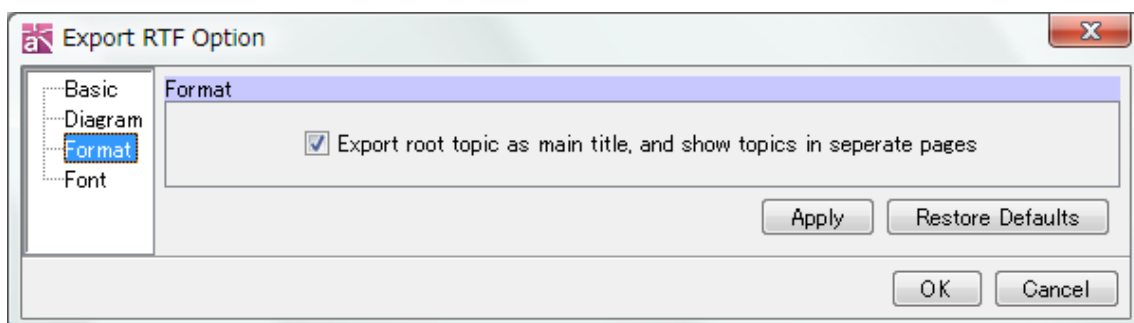 Export RTF Option
Basic
Diagram
Format
Font
Format
Export root topic as main title, and show topics in seperate pages
Apply
Restore Defaults
OK
Cancel